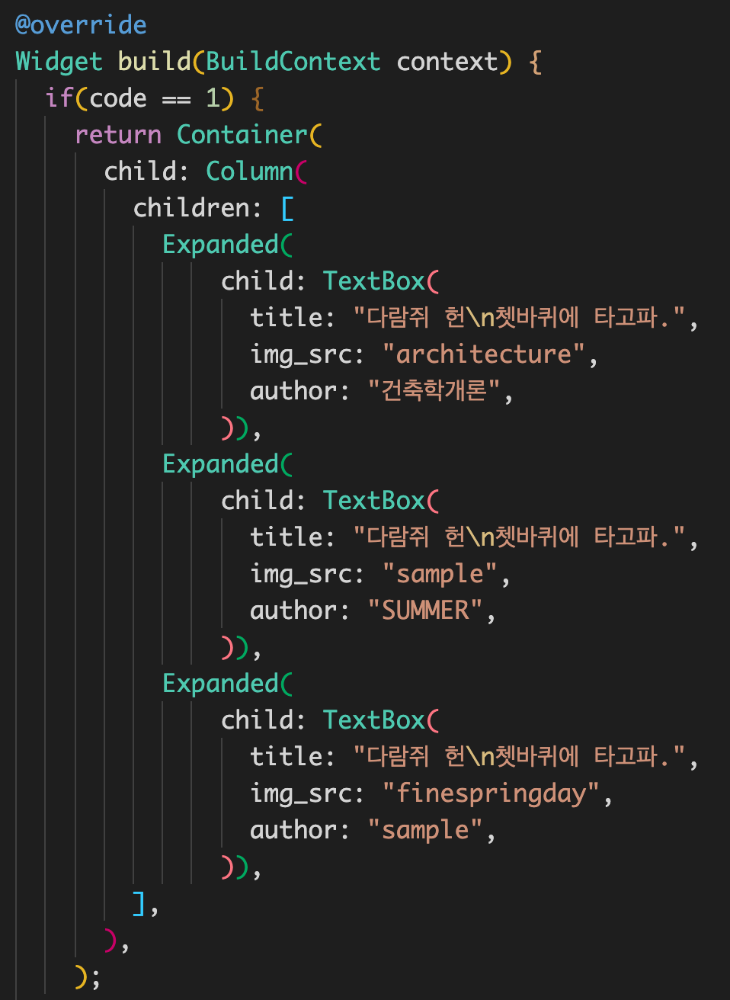 @override
Widget build(BuildContext context) {
  if(code == 1) {
    return Container(
      child: Column(
        children: [
          Expanded(
              child: TextBox(
                title: "다람쥐 헌\n쳇바퀴에 타고파.",
                img_src: "architecture",
                author: "건축학개론",
              )),
          Expanded(
              child: TextBox(
                title: "다람쥐 헌\n쳇바퀴에 타고파.",
                img_src: "sample",
                author: "SUMMER",
              )),
          Expanded(
              child: TextBox(
                title: "다람쥐 헌\n쳇바퀴에 타고파.",
                img_src: "finespringday",
                author: "sample",
              )),
        ],
      ),
    );